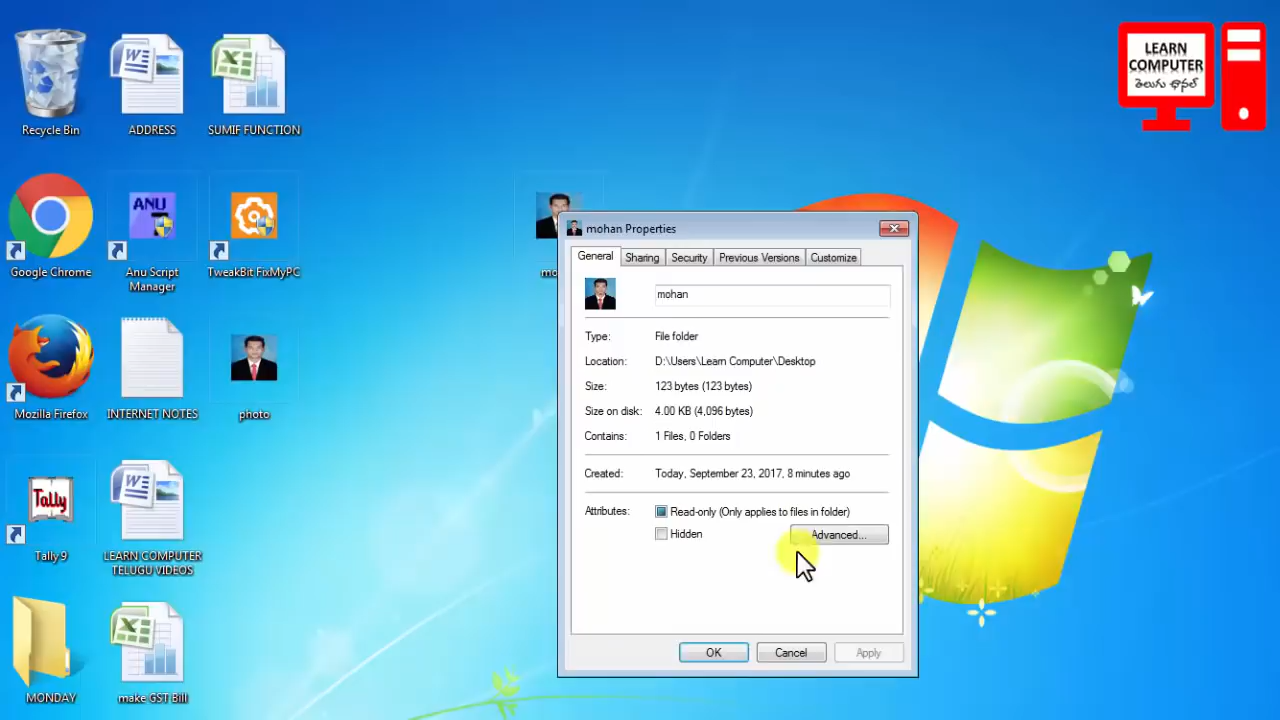 LEARN
COMPUTER
తెలుగు ఛానల్
Recycle Bin
ADDRESS
SUMIF FUNCTION
ANU
Google Chrome
Anu Script
Manager
TweakBit FixMyPC
Mozilla Firefox
INTERNET NOTES
photo
Tally
Tally 9
LEARN COMPUTER
TELUGU VIDEOS
MONDAY
make GST Bill
mohan Properties
General Sharing Security Previous Versions Customize
mohan
Type: File folder
Location: D:\Users\Learn Computer\Desktop
Size: 123 bytes (123 bytes)
Size on disk: 4.00 KB (4,096 bytes)
Contains: 1 Files, 0 Folders
Created: Today, September 23, 2017, 8 minutes ago
Attributes: Read-only (Only applies to files in folder)
Hidden Advanced...
OK Cancel Apply